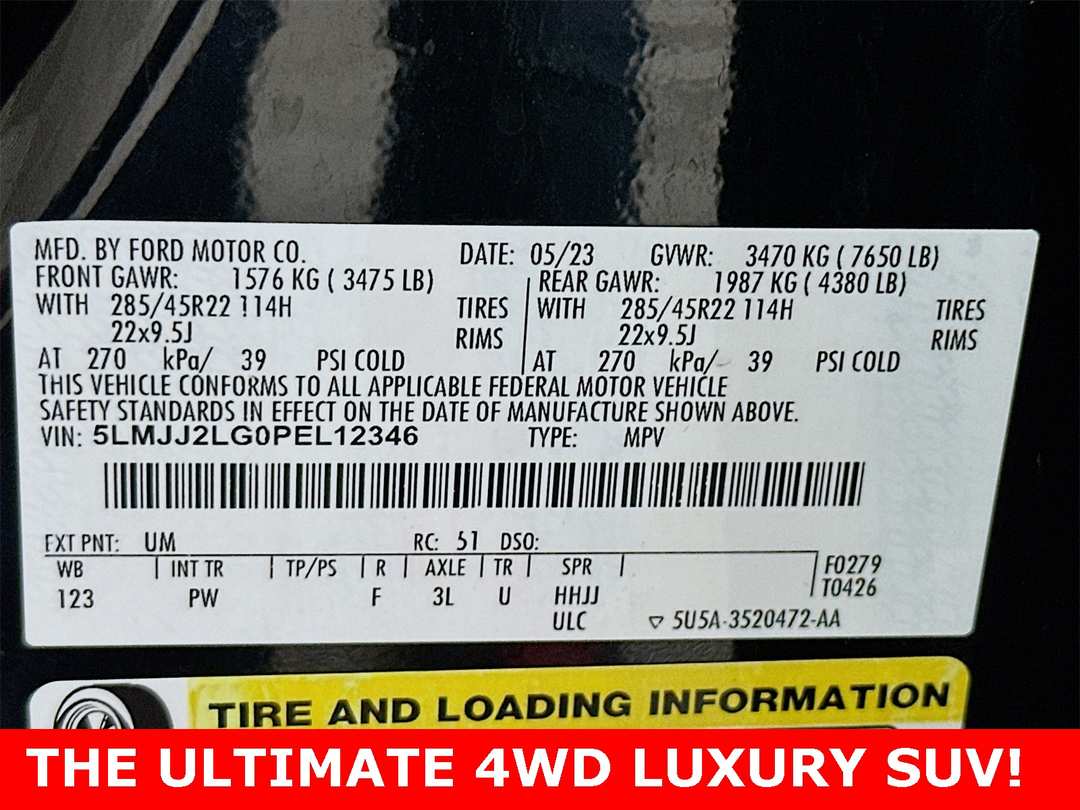 MFD. BY FORD MOTOR CO. DATE: 05/23 GVWR: 3470 KG ( 7650 LB)
FRONT GAWR: 1576 KG ( 3475 LB) REAR GAWR: 1987 KG ( 4380 LB)
WITH 285/45R22 114H TIRES WITH 285/45R22 114H TIRES
22x9.5J RIMS 22x9.5J RIMS
AT 270 kPa/ 39 PSI COLD AT 270 kPa/ 39 PSI COLD
THIS VEHICLE CONFORMS TO ALL APPLICABLE FEDERAL MOTOR VEHICLE
SAFETY STANDARDS IN EFFECT ON THE DATE OF MANUFACTURE SHOWN ABOVE.
VIN: 5LMJJ2LG0PEL12346 TYPE: MPV
EXT PNT: UM RC: 51 DSO:
WB INT TR TP/PS R AXLE TR SPR F0279
123 PW F 3L U HHJJ T0426
ULC ▽ 5U5A-3520472-AA
TIRE AND LOADING INFORMATION
THE ULTIMATE 4WD LUXURY SUV!